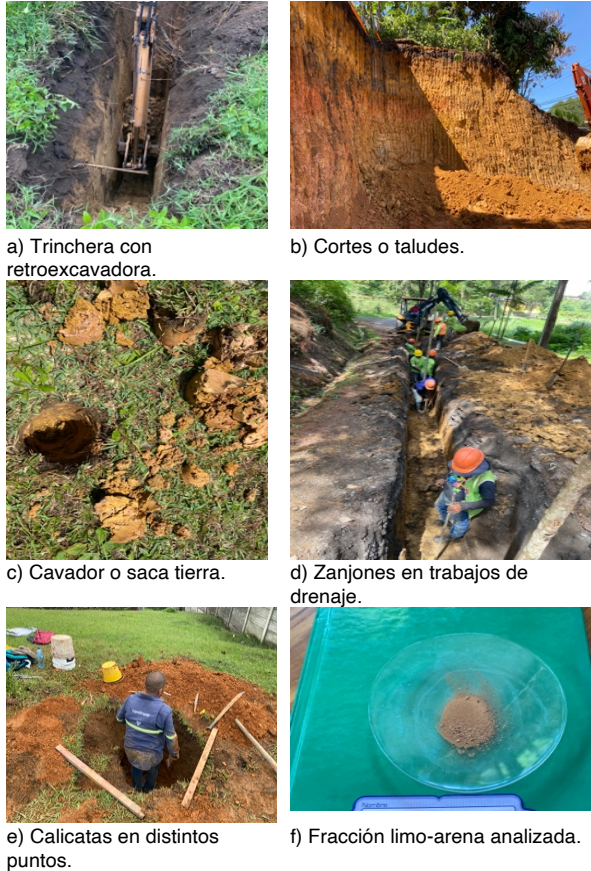 a) Trinchera con
retroexcavadora.
b) Cortes o taludes.
c) Cavador o saca tierra.
d) Zanjones en trabajos de
drenaje.
e) Calicatas en distintos
puntos.
f) Fracción limo-arena analizada.
Nombre